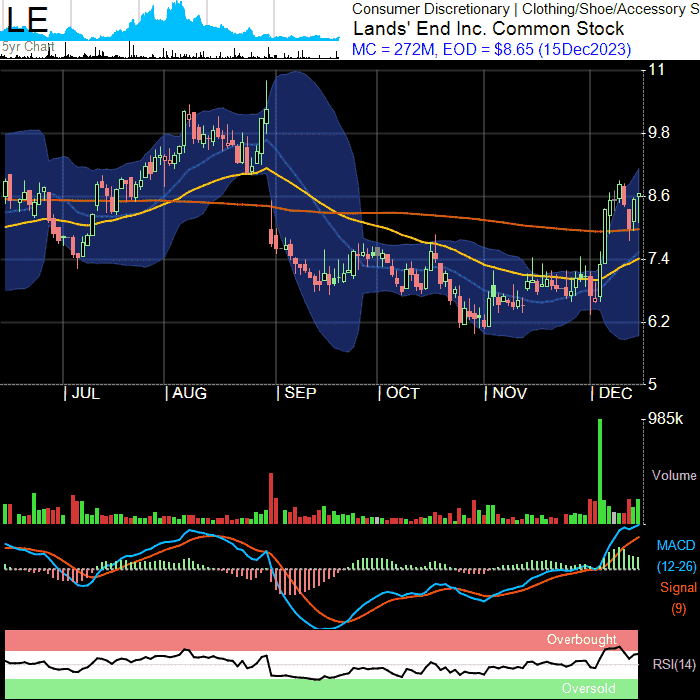 LE
5yr Chart
Consumer Discretionary | Clothing/Shoe/Accessory S
Lands' End Inc. Common Stock
MC = 272M, EOD = $8.65 (15Dec2023)
11
9.8
8.6
7.4
6.2
5
| JUL | AUG | SEP | OCT | NOV | DEC
985k
Volume
MACD
(12-26)
Signal
(9)
Overbought
RSI(14)
Oversold